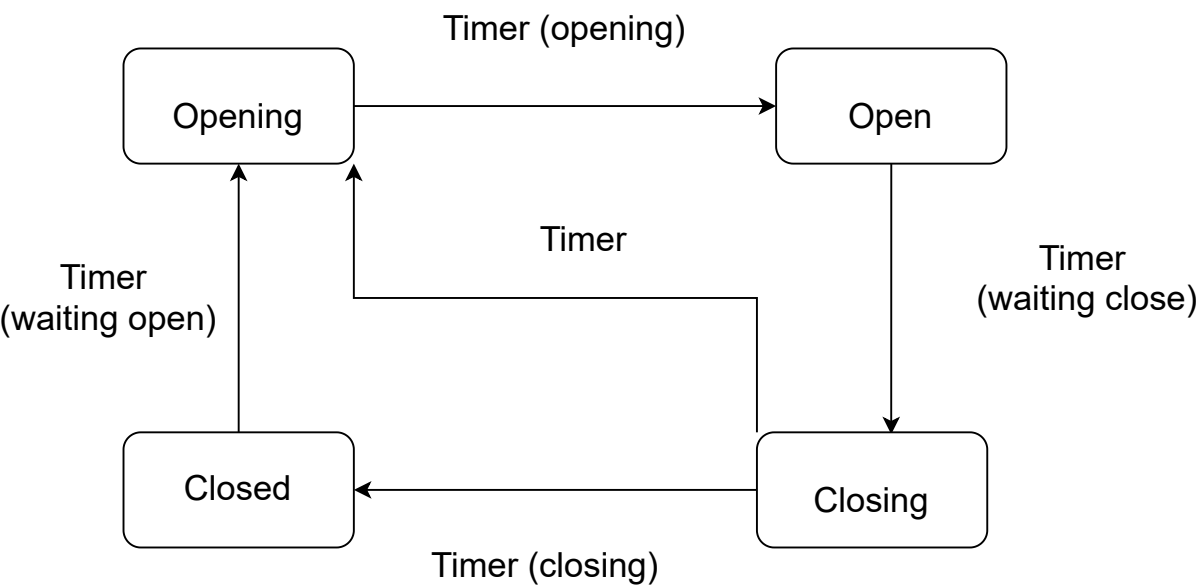 Timer (opening)
Opening
Open
Timer
Timer
(waiting open)
Timer
(waiting close)
Closed
Closing
Timer (closing)